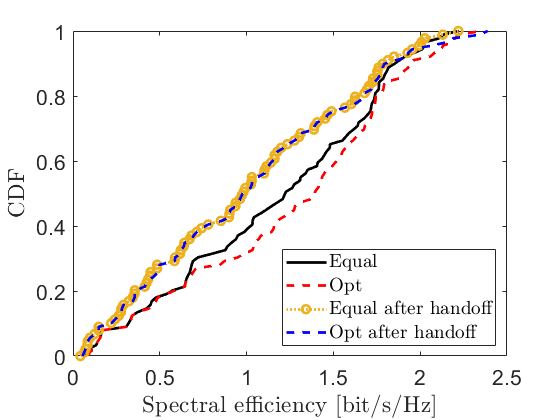 1
0.8
0.6
0.4
0.2
0
CDF
0 0.5 1 1.5 2 2.5
Spectral efficiency [bit/s/Hz]
Equal
Opt
Equal after handoff
Opt after handoff